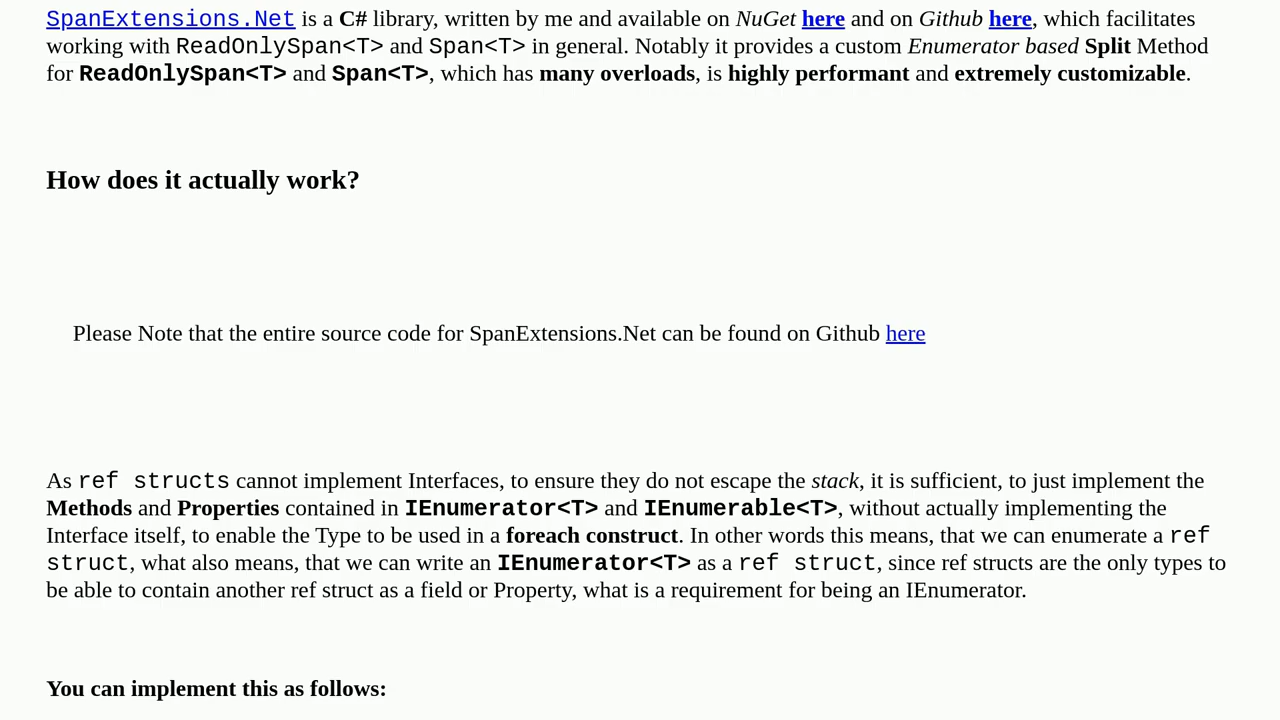 SpanExtensions.Net is a C# library, written by me and available on NuGet here and on Github here, which facilitates
working with ReadOnlySpan<T> and Span<T> in general. Notably it provides a custom Enumerator based Split Method
for ReadOnlySpan<T> and Span<T>, which has many overloads, is highly performant and extremely customizable.
How does it actually work?
Please Note that the entire source code for SpanExtensions.Net can be found on Github here
As ref structs cannot implement Interfaces, to ensure they do not escape the stack, it is sufficient, to just implement the
Methods and Properties contained in IEnumerator<T> and IEnumerable<T>, without actually implementing the
Interface itself, to enable the Type to be used in a foreach construct. In other words this means, that we can enumerate a ref
struct, what also means, that we can write an IEnumerator<T> as a ref struct, since ref structs are the only types to
be able to contain another ref struct as a field or Property, what is a requirement for being an IEnumerator.
You can implement this as follows: